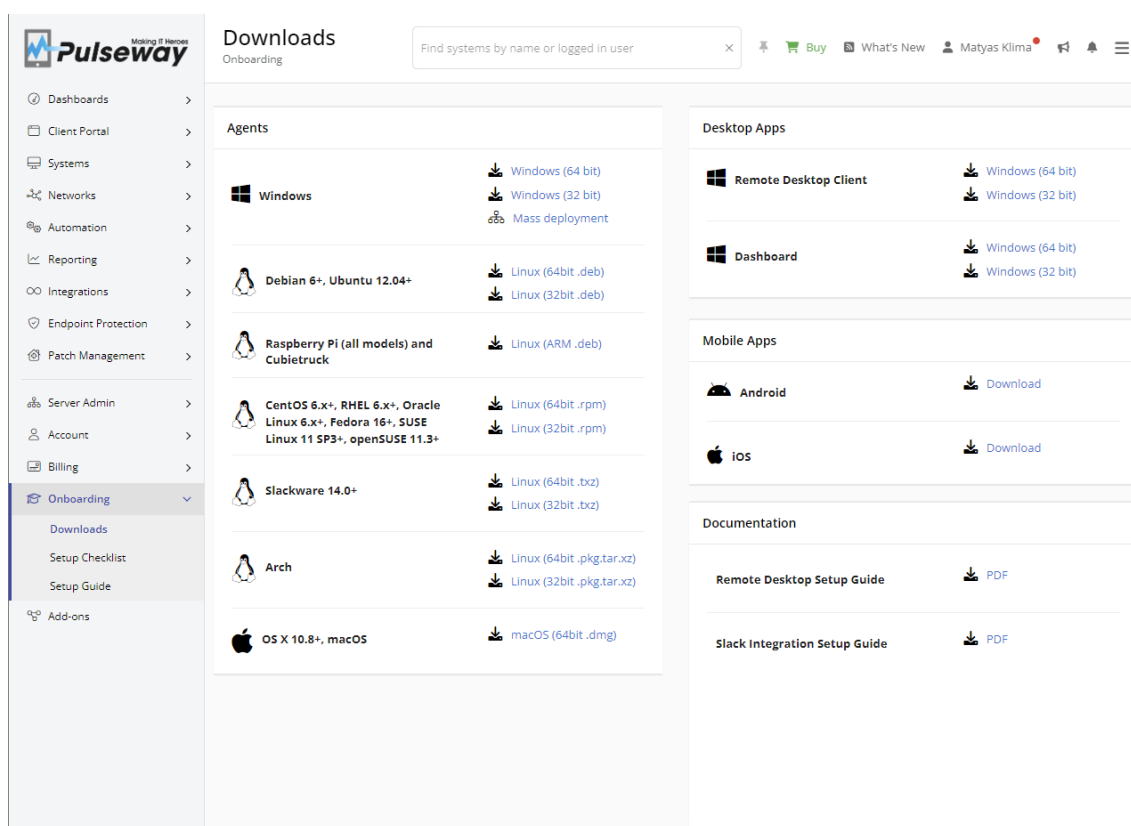 Making IT Heroes
Pulseway
Downloads
Onboarding
Find systems by name or logged in user
Buy
What's New
Matyas Klima
Dashboards
Client Portal
Systems
Networks
Automation
Reporting
Integrations
Endpoint Protection
Patch Management
Server Admin
Account
Billing
Onboarding
Downloads
Setup Checklist
Setup Guide
Add-ons
Agents
Windows
Windows (64 bit)
Windows (32 bit)
Mass deployment
Debian 6+, Ubuntu 12.04+
Linux (64bit .deb)
Linux (32bit .deb)
Raspberry Pi (all models) and
Cubietruck
Linux (ARM .deb)
CentOS 6.x+, RHEL 6.x+, Oracle
Linux 6.x+, Fedora 16+, SUSE
Linux 11 SP3+, openSUSE 11.3+
Linux (64bit .rpm)
Linux (32bit .rpm)
Slackware 14.0+
Linux (64bit .txz)
Linux (32bit .txz)
Arch
Linux (64bit .pkg.tar.xz)
Linux (32bit .pkg.tar.xz)
OS X 10.8+, macOS
macOS (64bit .dmg)
Desktop Apps
Remote Desktop Client
Windows (64 bit)
Windows (32 bit)
Dashboard
Windows (64 bit)
Windows (32 bit)
Mobile Apps
Android
Download
iOS
Download
Documentation
Remote Desktop Setup Guide
PDF
Slack Integration Setup Guide
PDF